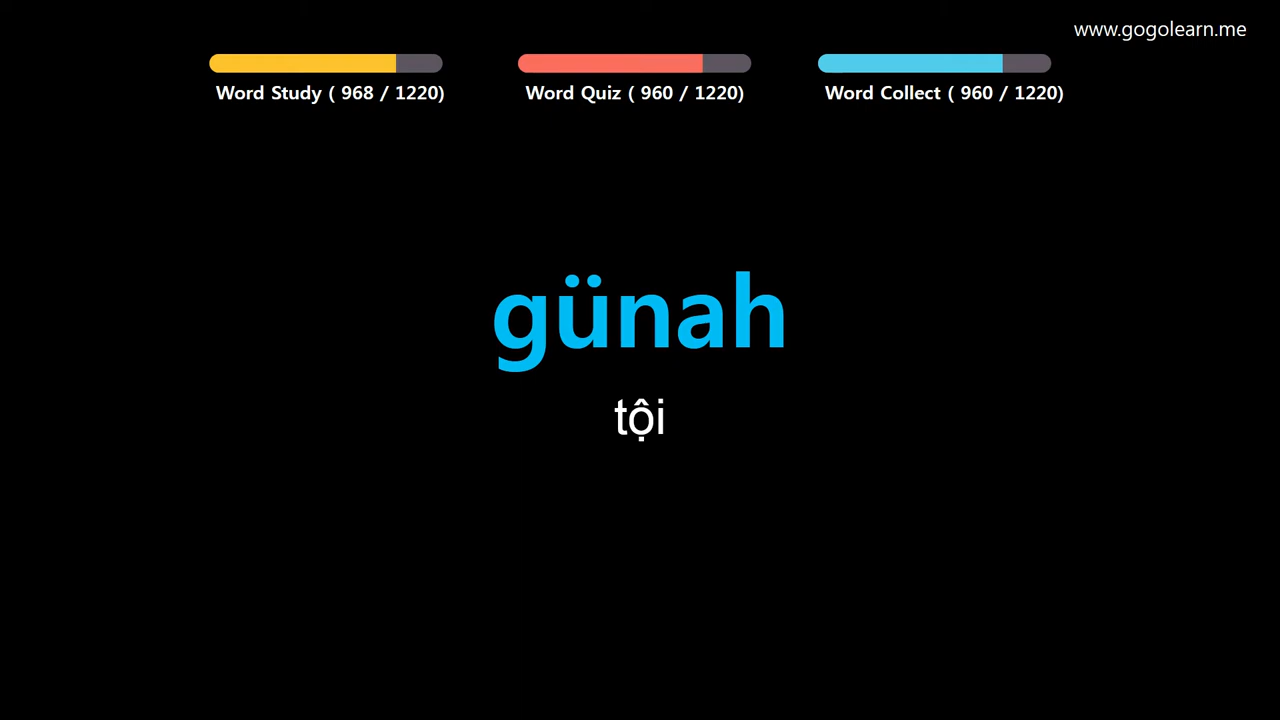 www.gogolearn.me
Word Study ( 968 / 1220)
Word Quiz ( 960 / 1220)
Word Collect ( 960 / 1220)
günah
tội